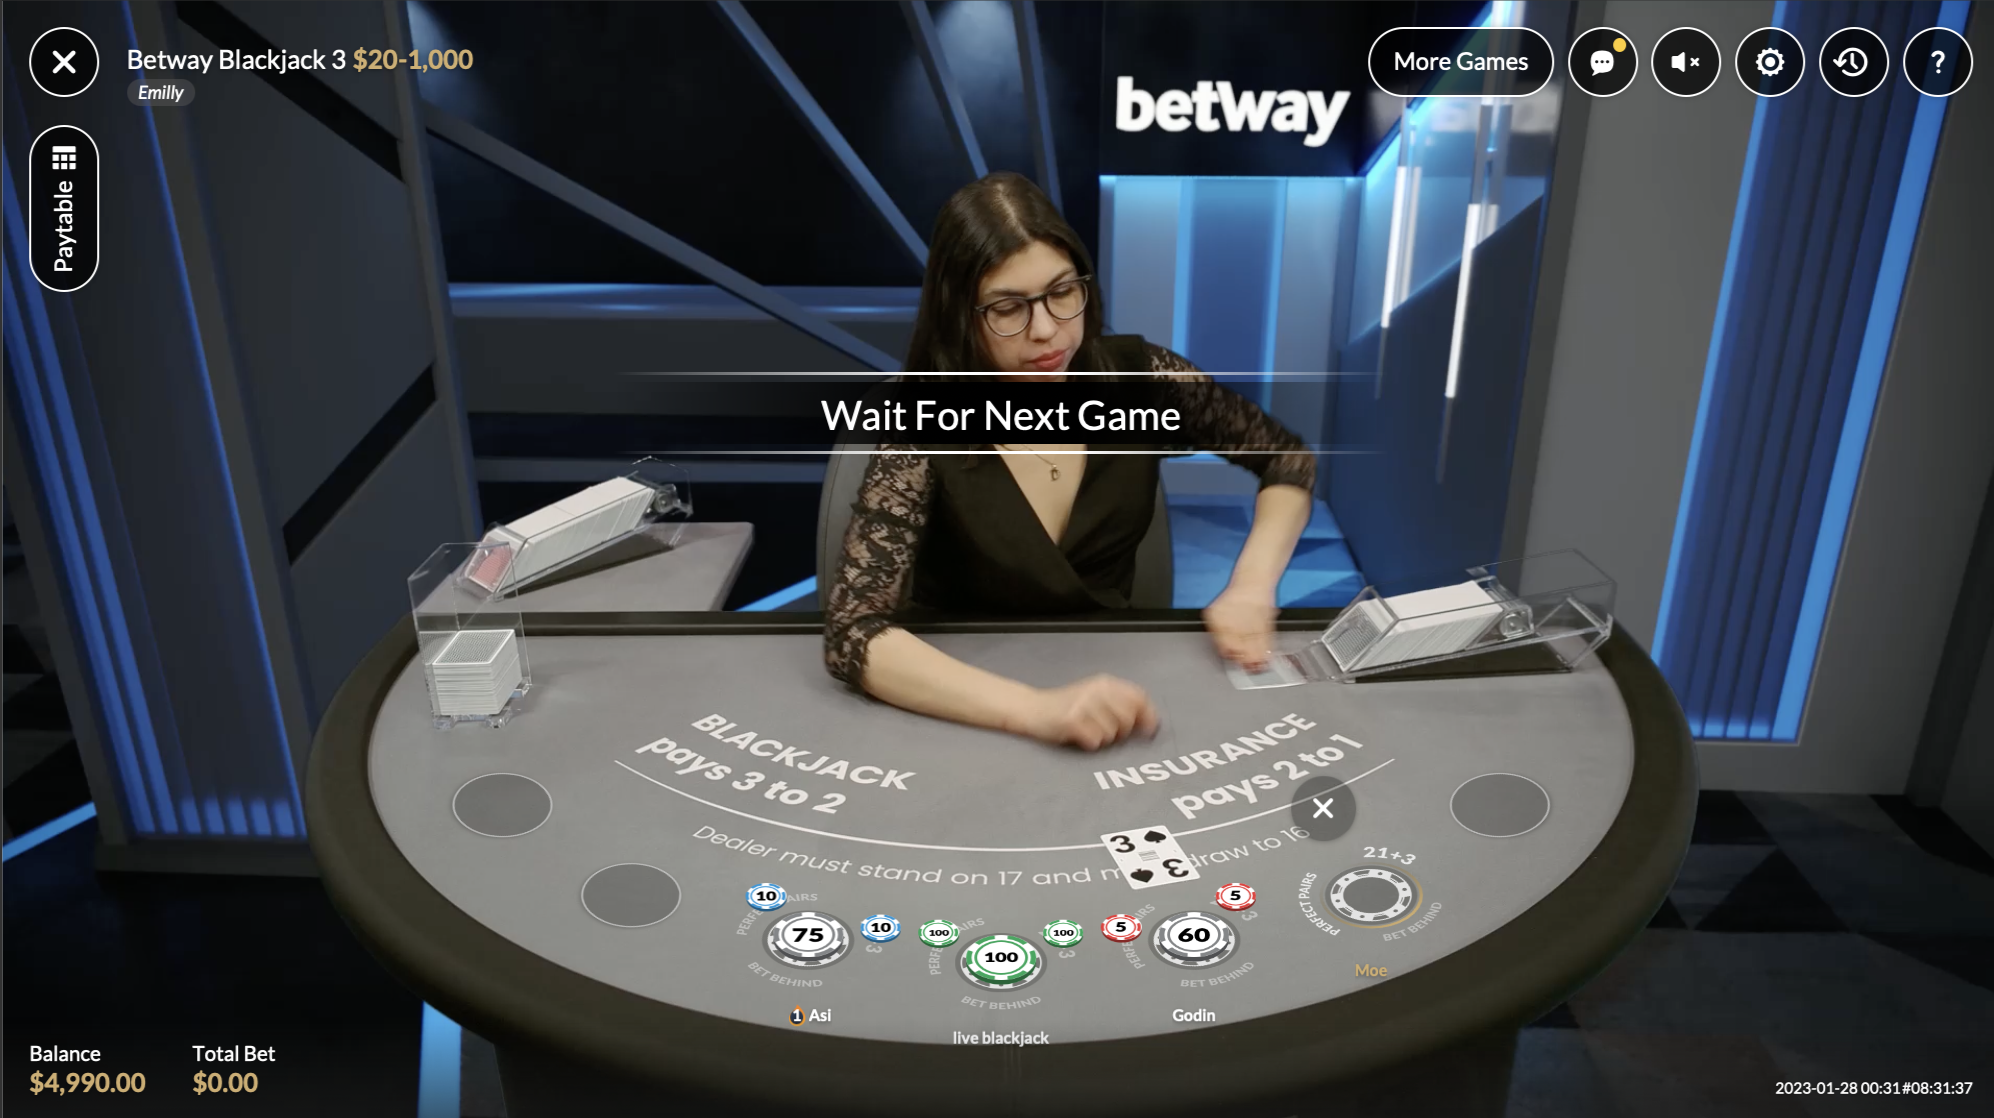 Betway Blackjack 3 $20-1,000
Emilly
More Games
?
Paytable
betway
Wait For Next Game
BLACKJACK
pays 3 to 2
INSURANCE
pays 2 to 1
Dealer must stand on 17 and draw to 16
3
3
21+3
PERFECT PAIRS
BET BEHIND
Moe
10
75
10
BET BEHIND
1 Asi
100
100
100
BET BEHIND
live blackjack
5
60
5
BET BEHIND
Godin
Balance
$4,990.00
Total Bet
$0.00
2023-01-28 00:31#08:31:37